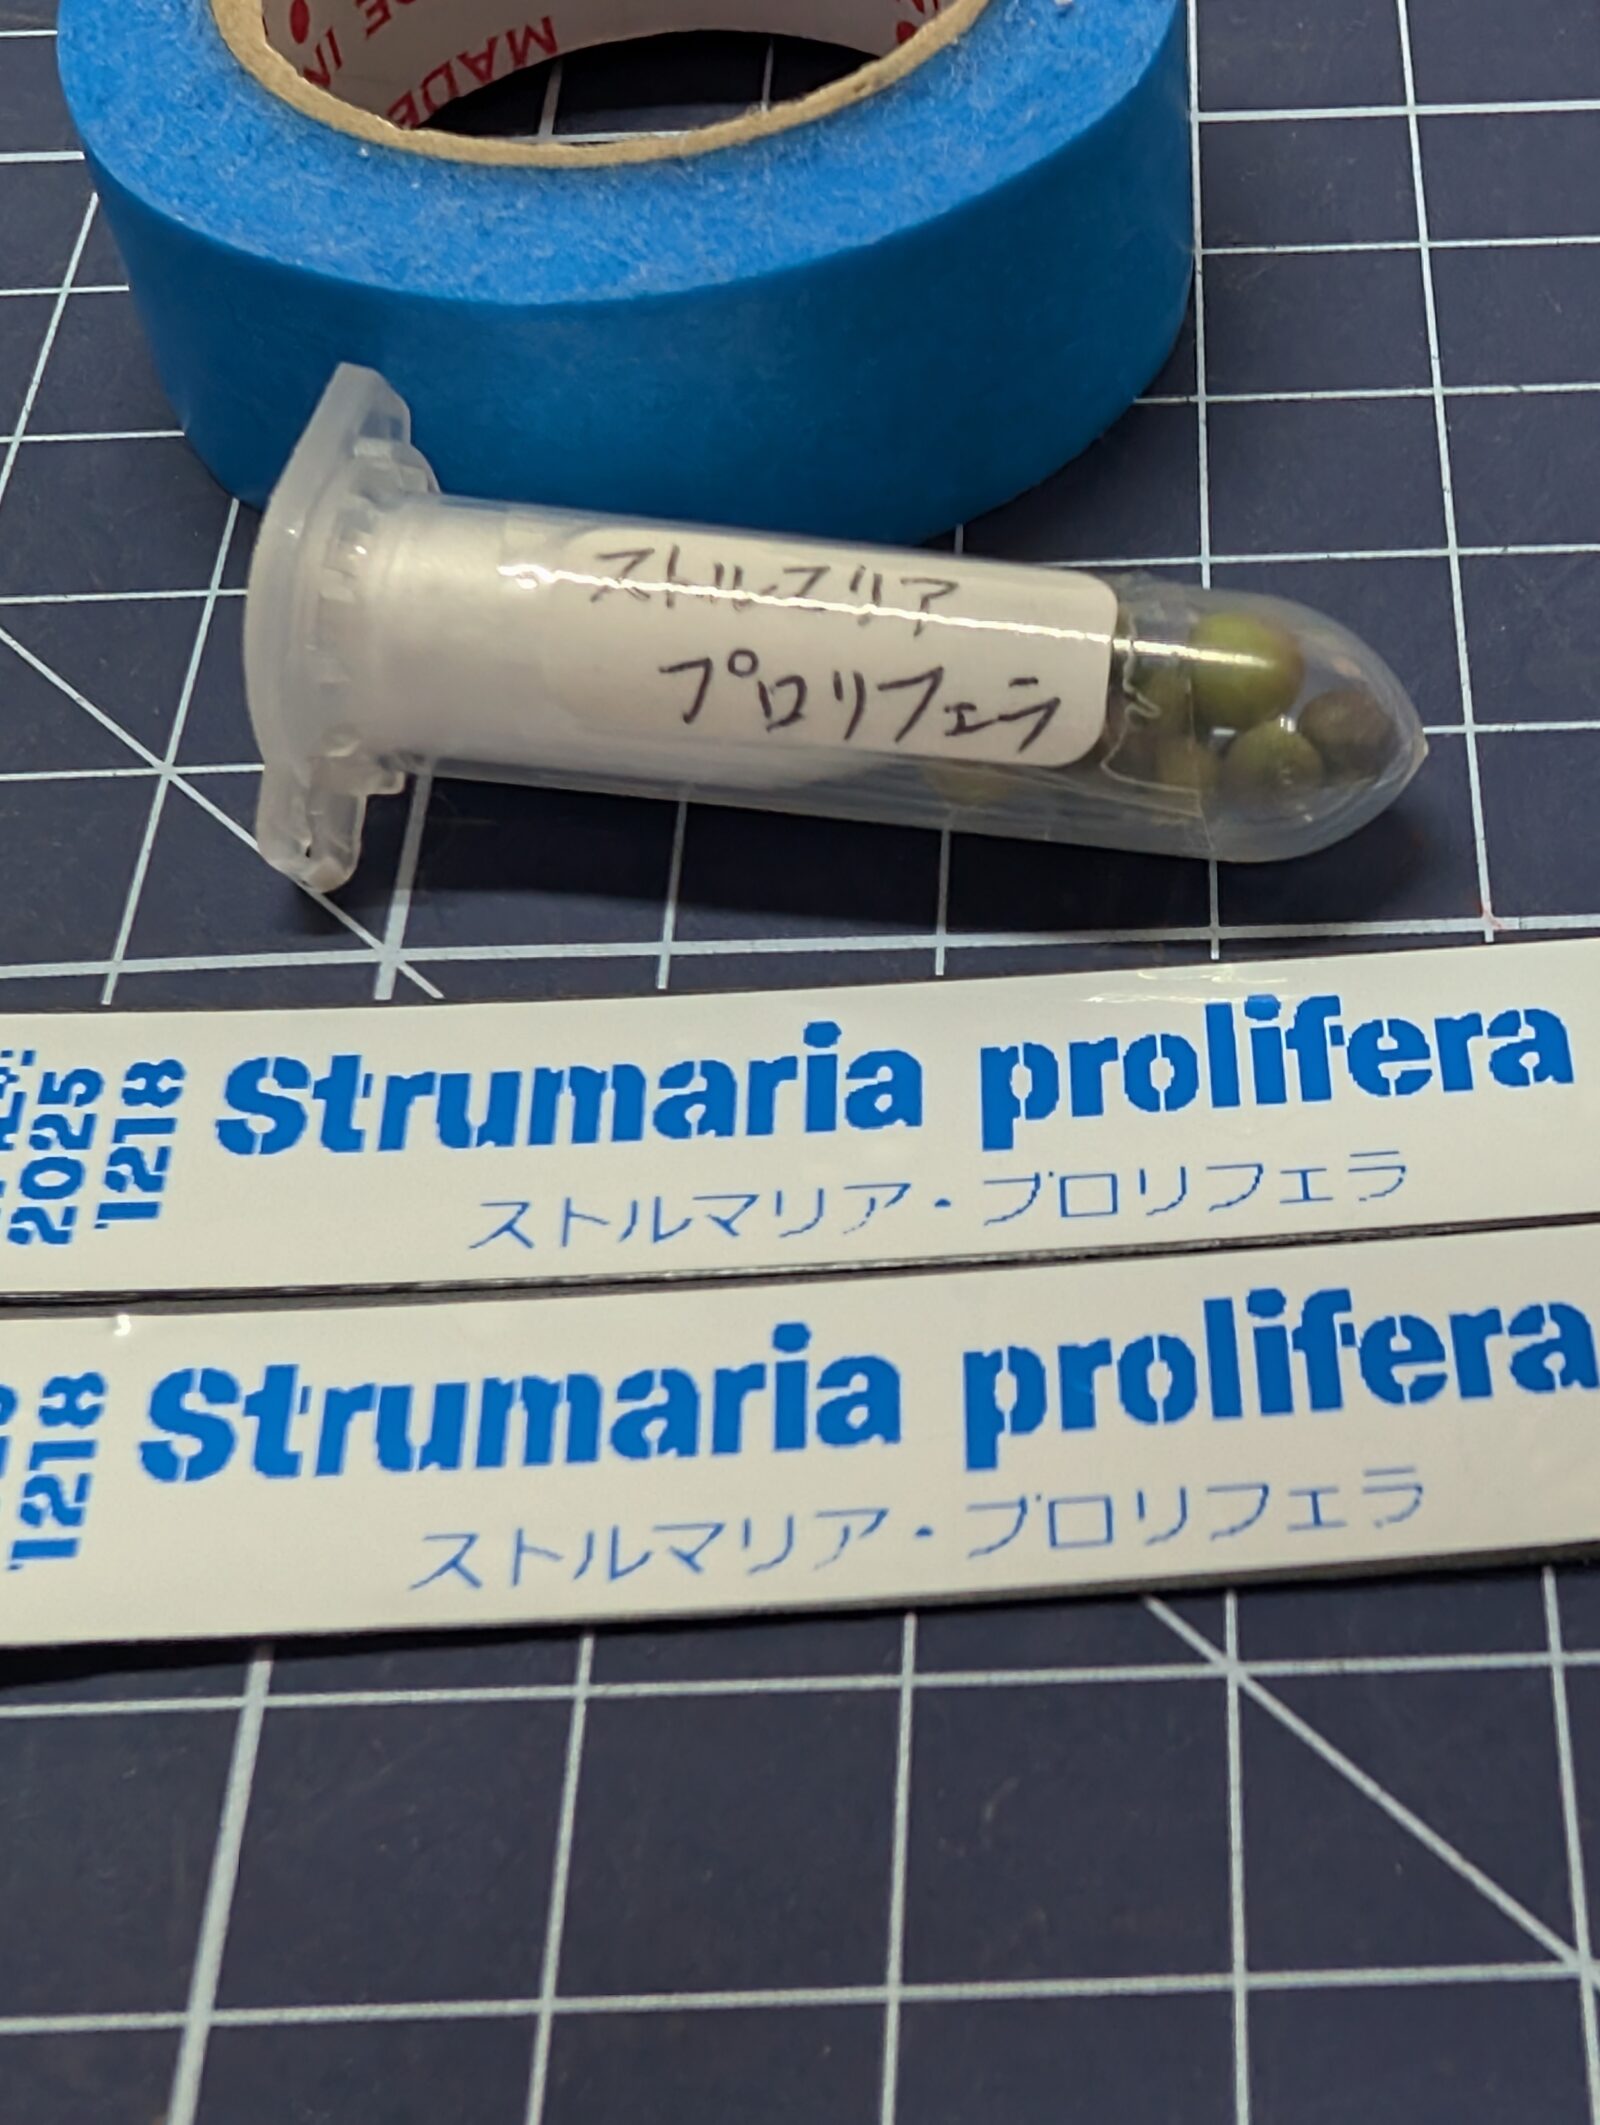 MADE IN
ストルマリア
プロリフェラ
2025
1218
Strumaria prolifera
ストルマリア・プロリフェラ
1218
Strumaria prolifera
ストルマリア・プロリフェラ